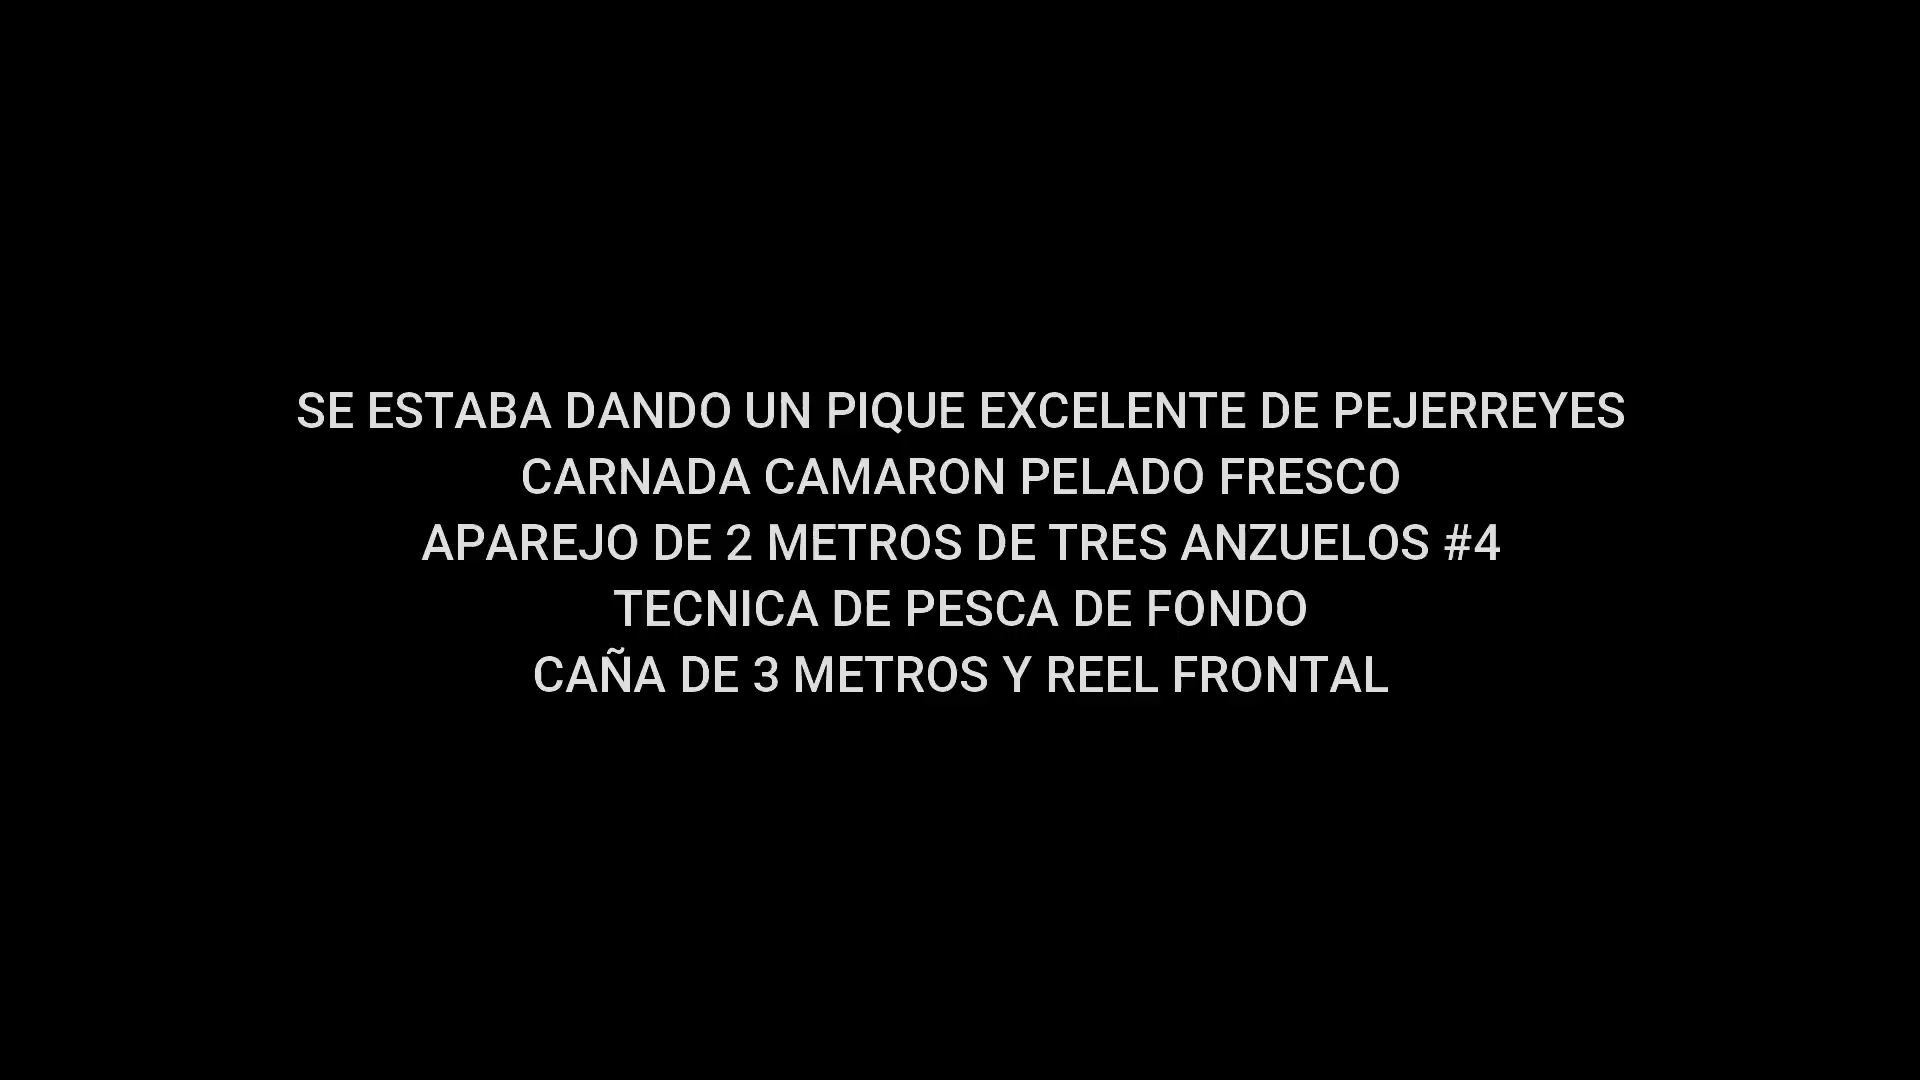 SE ESTABA DANDO UN PIQUE EXCELENTE DE PEJERREYES
CARNADA CAMARON PELADO FRESCO
APAREJO DE 2 METROS DE TRES ANZUELOS #4
TECNICA DE PESCA DE FONDO
CAÑA DE 3 METROS Y REEL FRONTAL